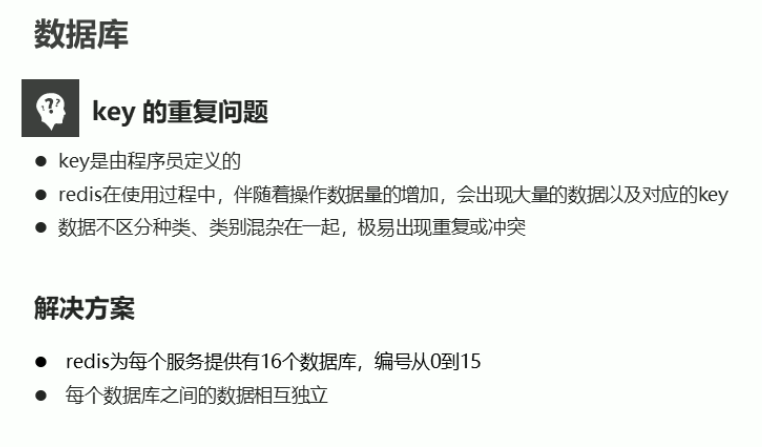 数据库
??
key 的重复问题
● key是由程序员定义的
● redis在使用过程中，伴随着操作数据量的增加，会出现大量的数据以及对应的key
● 数据不区分种类、类别混杂在一起，极易出现重复或冲突
解决方案
● redis为每个服务提供有16个数据库，编号从0到15
● 每个数据库之间的数据相互独立